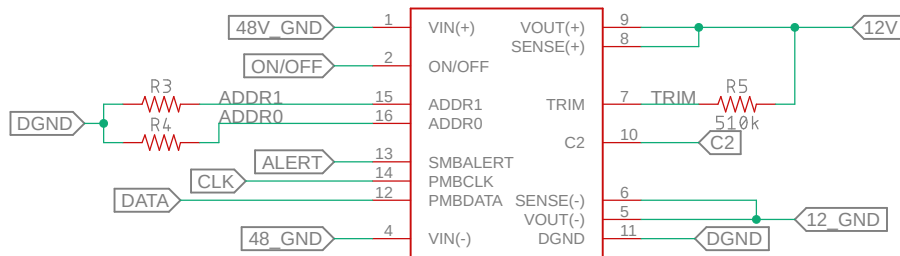 48V_GND 1 VIN(+) VOUT(+) 9 12V
SENSE(+) 8
ON/OFF 2 ON/OFF
R3 ADDR1 15 ADDR1 TRIM 7 TRIM R5
DGND R4 ADDR0 16 ADDR0 510k
C2 10 C2
ALERT 13 SMBALERT
CLK 14 PMBCLK
DATA 12 PMBDATA SENSE(-) 6
VOUT(-) 5 12_GND
48_GND 4 VIN(-) DGND 11 DGND